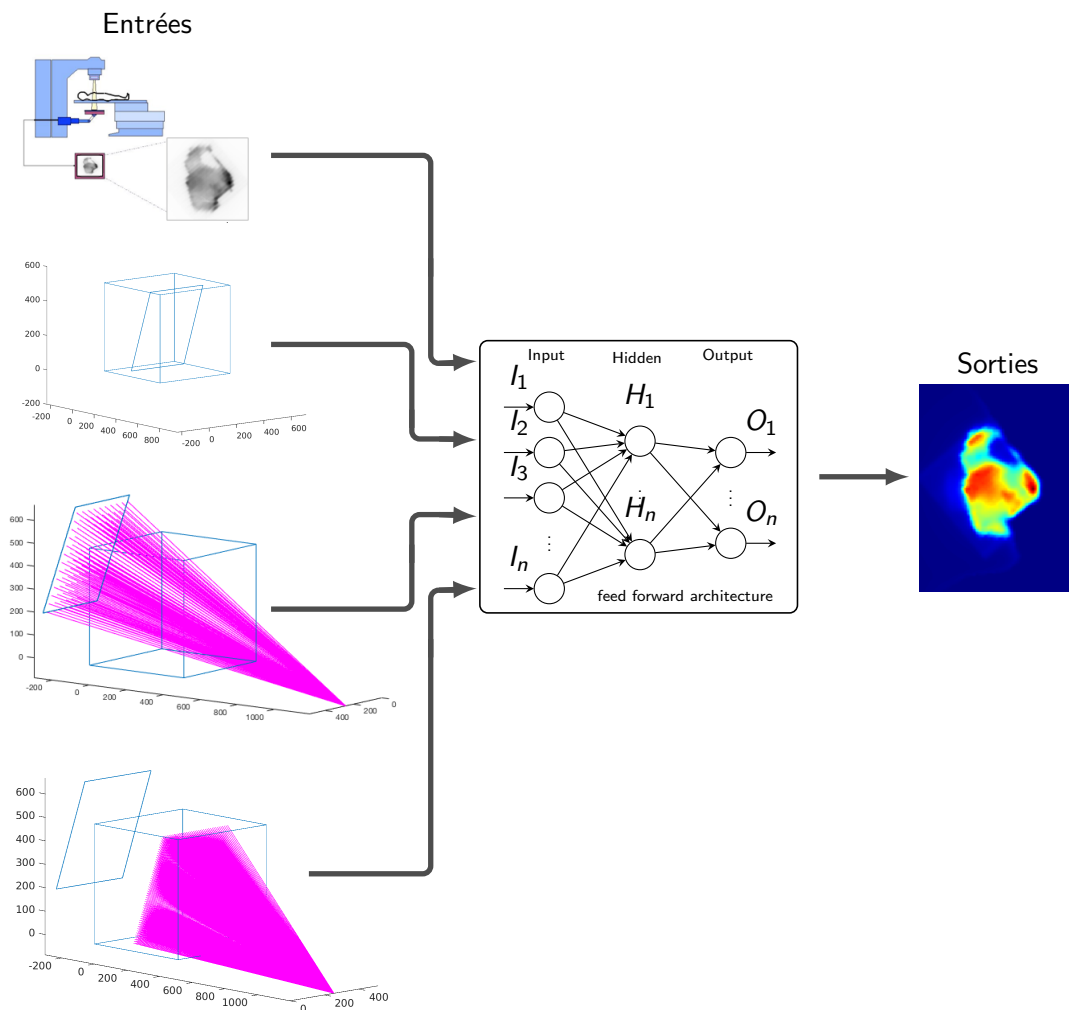 Entrées
600
400
200
0
-200
-200 0 200 400 600 800
-200 0 200 400 600
600
500
400
300
200
100
0
-200 0 200 400 600 800 1000
400 200 0
600
500
400
300
200
100
0
-200 0 200 400 600 800 1000
0 200 400
Input Hidden Output
I1
I2
I3
In
H1
Hn
O1
On
feed forward architecture
Sorties